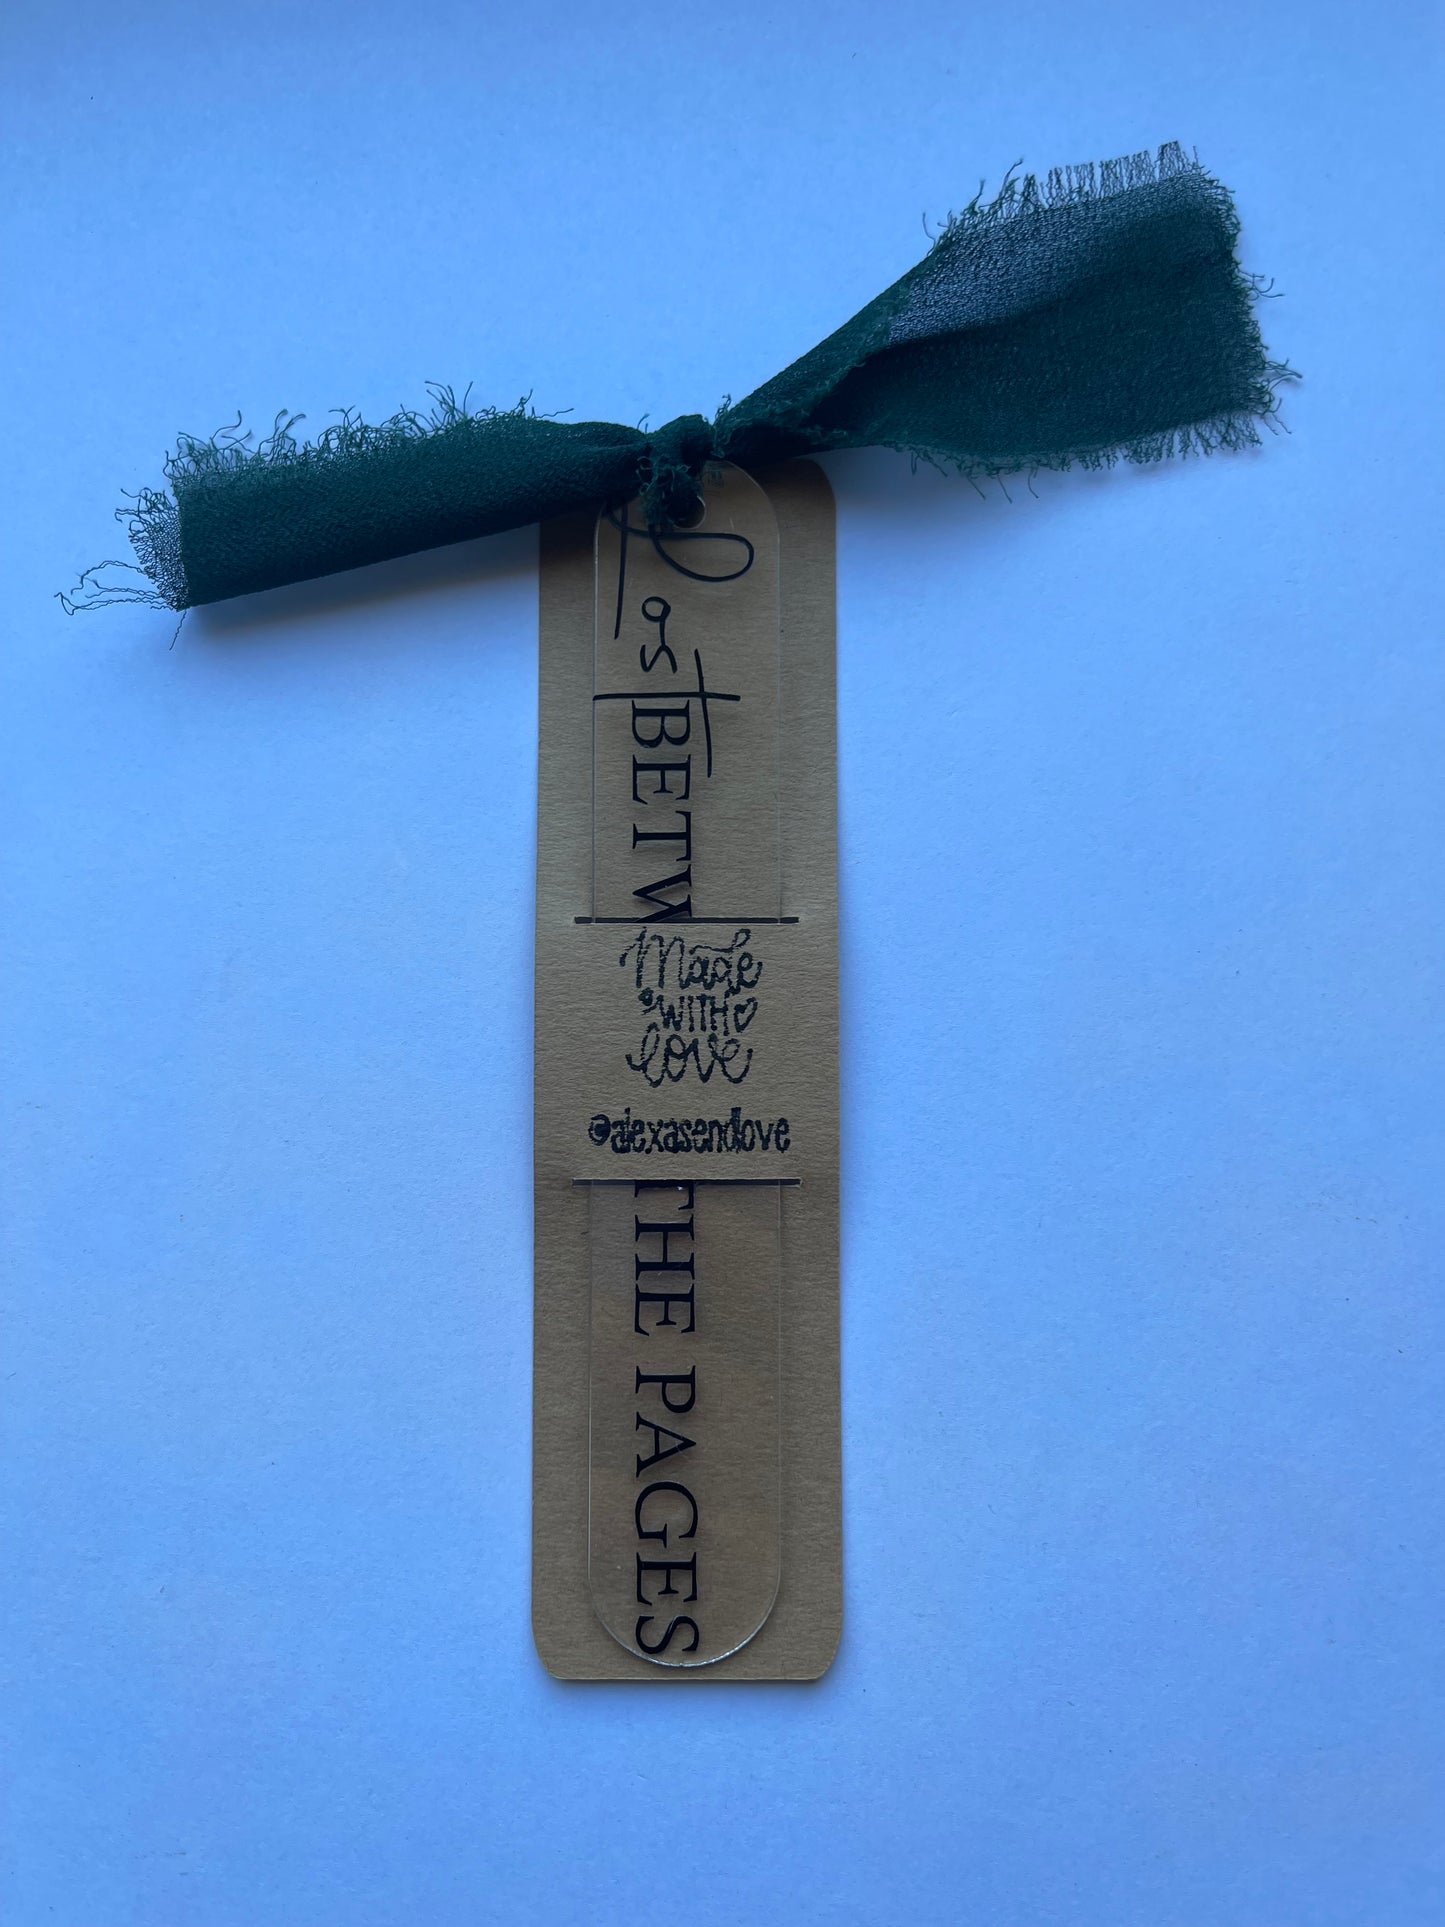 Lost
BETW
Made
WITH
love
@alexasendlove
THE PAGES